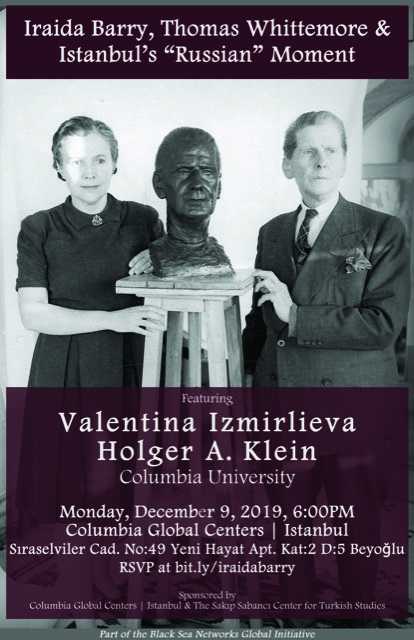 Iraida Barry, Thomas Whittemore &
Istanbul's “Russian” Moment
Featuring
Valentina Izmirlieva
Holger A. Klein
Columbia University
Monday, December 9, 2019, 6:00PM
Columbia Global Centers | Istanbul
Sıraselviler Cad. No:49 Yeni Hayat Apt. Kat:2 D:5 Beyoğlu
RSVP at bit.ly/iraidabarry
Sponsored by
Columbia Global Centers | Istanbul & The Sakıp Sabancı Center for Turkish Studies
Part of the Black Sea Networks Global Initiative